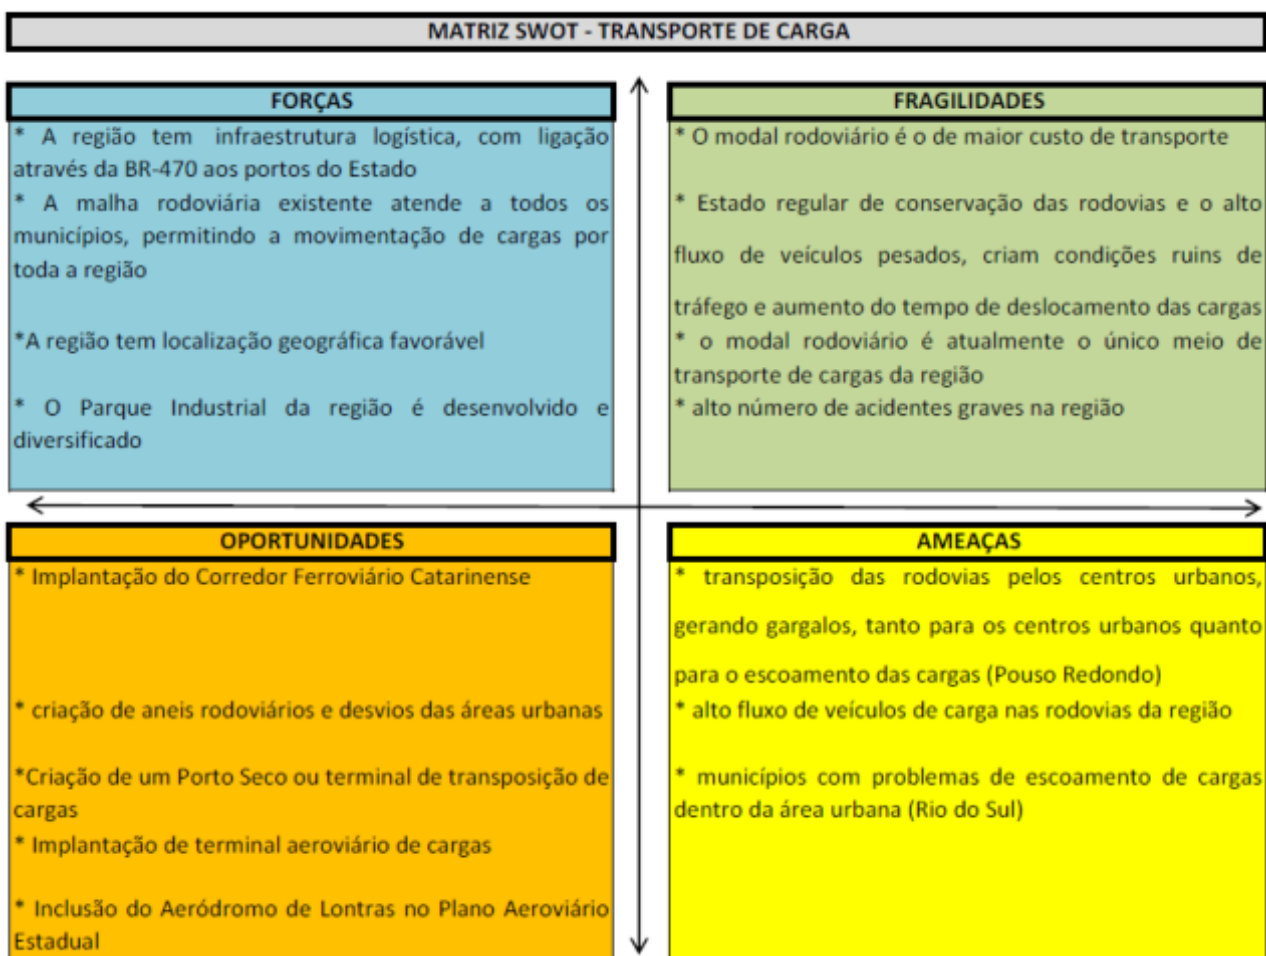 MATRIZ SWOT - TRANSPORTE DE CARGA
FORÇAS
* A região tem infraestrutura logística, com ligação
através da BR-470 aos portos do Estado
* A malha rodoviária existente atende a todos os
municípios, permitindo a movimentação de cargas por
toda a região
*A região tem localização geográfica favorável
* O Parque Industrial da região é desenvolvido e
diversificado
FRAGILIDADES
* O modal rodoviário é o de maior custo de transporte
* Estado regular de conservação das rodovias e o alto
fluxo de veículos pesados, criam condições ruins de
tráfego e aumento do tempo de deslocamento das cargas
* o modal rodoviário é atualmente o único meio de
transporte de cargas da região
* alto número de acidentes graves na região
OPORTUNIDADES
* Implantação do Corredor Ferroviário Catarinense
* criação de aneis rodoviários e desvios das áreas urbanas
*Criação de um Porto Seco ou terminal de transposição de
cargas
* Implantação de terminal aeroviário de cargas
* Inclusão do Aeródromo de Lontras no Plano Aeroviário
Estadual
AMEAÇAS
* transposição das rodovias pelos centros urbanos,
gerando gargalos, tanto para os centros urbanos quanto
para o escoamento das cargas (Pouso Redondo)
* alto fluxo de veículos de carga nas rodovias da região
* municípios com problemas de escoamento de cargas
dentro da área urbana (Rio do Sul)